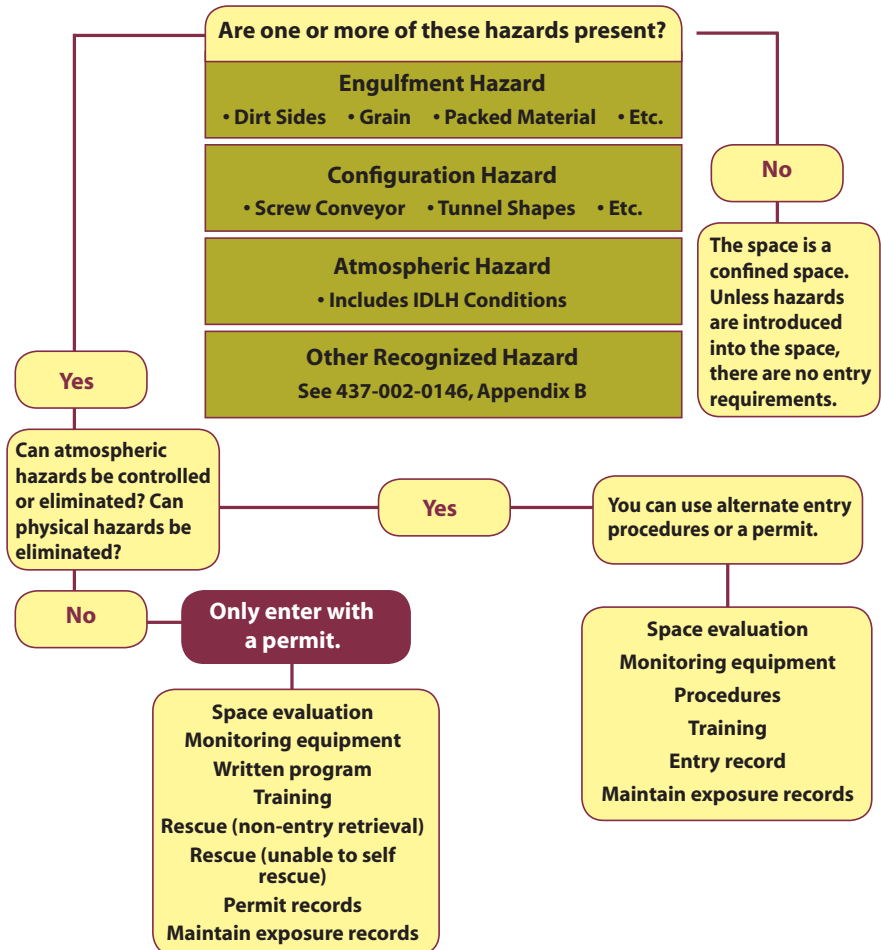 Are one or more of these hazards present?
Engulfment Hazard
• Dirt Sides • Grain • Packed Material • Etc.
Configuration Hazard
• Screw Conveyor • Tunnel Shapes • Etc.
Atmospheric Hazard
• Includes IDLH Conditions
Other Recognized Hazard
See 437-002-0146, Appendix B
No
The space is a
confined space.
Unless hazards
are introduced
into the space,
there are no entry
requirements.
Yes
Can atmospheric
hazards be controlled
or eliminated? Can
physical hazards be
eliminated?
Yes
You can use alternate entry
procedures or a permit.
Space evaluation
Monitoring equipment
Procedures
Training
Entry record
Maintain exposure records
No
Only enter with
a permit.
Space evaluation
Monitoring equipment
Written program
Training
Rescue (non-entry retrieval)
Rescue (unable to self
rescue)
Permit records
Maintain exposure records